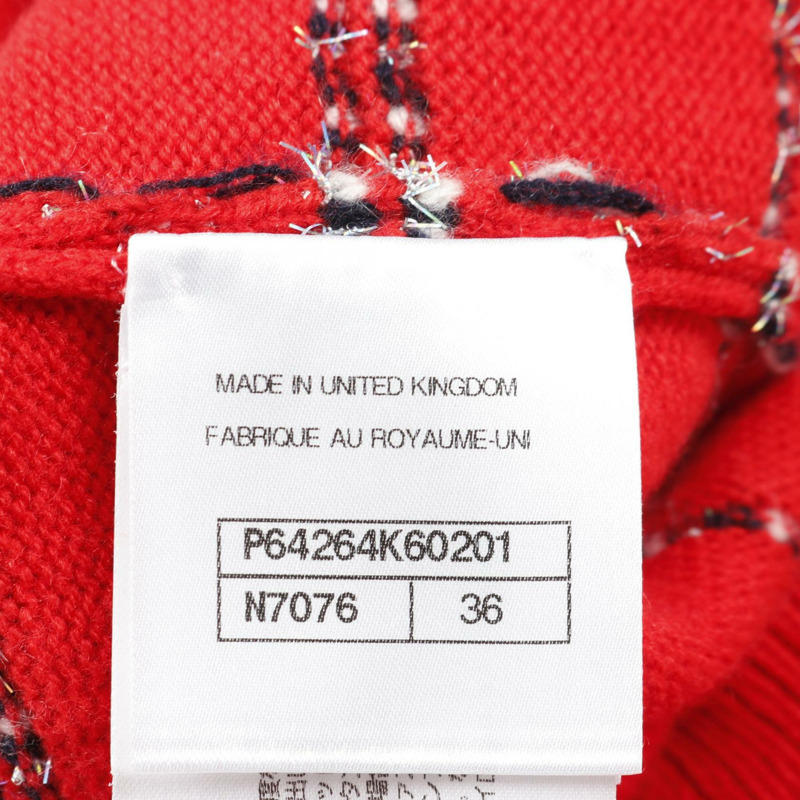 MADE IN UNITED KINGDOM
FABRIQUE AU ROYAUME-UNI
P64264K60201
N7076 36